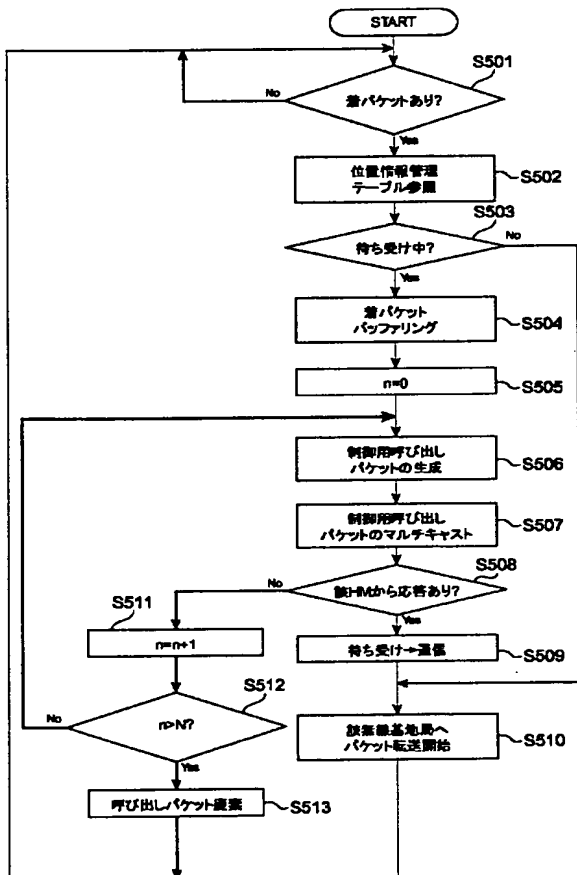 START
S501
着パケットあり?
No
Yes
位置情報管理
テーブル参照
S502
S503
待ち受け中?
No
Yes
着パケット
バッファリング
S504
n=0
S505
制御用呼び出し
パケットの生成
S506
制御用呼び出し
パケットのマルチキャスト
S507
S508
該HMから応答あり?
No
Yes
S511
n=n+1
待ち受け→通信
S509
S512
n>N?
No
Yes
該無線基地局へ
パケット転送開始
S510
呼び出しパケット廃棄
S513